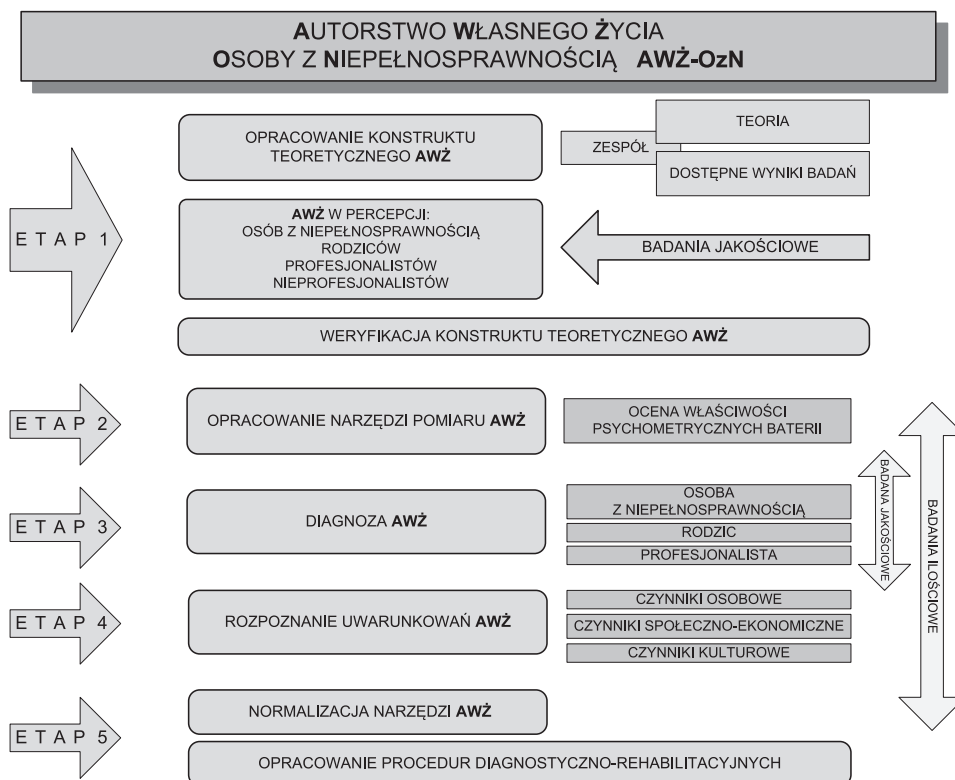 AUTORSTWO WŁASNEGO ŻYCIA
OSOBY Z NIEPEŁNOSPRAWNOŚCIĄ AWŻ-OzN
ETAP 1
OPRACOWANIE KONSTRUKTU
TEORETYCZNEGO AWŻ
ZESPÓŁ
TEORIA
DOSTĘPNE WYNIKI BADAŃ
AWŻ W PERCEPCJI:
OSÓB Z NIEPEŁNOSPRAWNOŚCIĄ
RODZICÓW
PROFESJONALISTÓW
NIEPROFESJONALISTÓW
BADANIA JAKOŚCIOWE
WERYFIKACJA KONSTRUKTU TEORETYCZNEGO AWŻ
ETAP 2
OPRACOWANIE NARZĘDZI POMIARU AWŻ
OCENA WŁAŚCIWOŚCI
PSYCHOMETRYCZNYCH BATERII
ETAP 3
DIAGNOZA AWŻ
OSOBA
Z NIEPEŁNOSPRAWNOŚCIĄ
RODZIC
PROFESJONALISTA
BADANA JAKOŚCIOWE
BADANIA ILOŚCIOWE
ETAP 4
ROZPOZNANIE UWARUNKOWAŃ AWŻ
CZYNNIKI OSOBOWE
CZYNNIKI SPOŁECZNO-EKONOMICZNE
CZYNNIKI KULTUROWE
ETAP 5
NORMALIZACJA NARZĘDZI AWŻ
OPRACOWANIE PROCEDUR DIAGNOSTYCZNO-REHABILITACYJNYCH